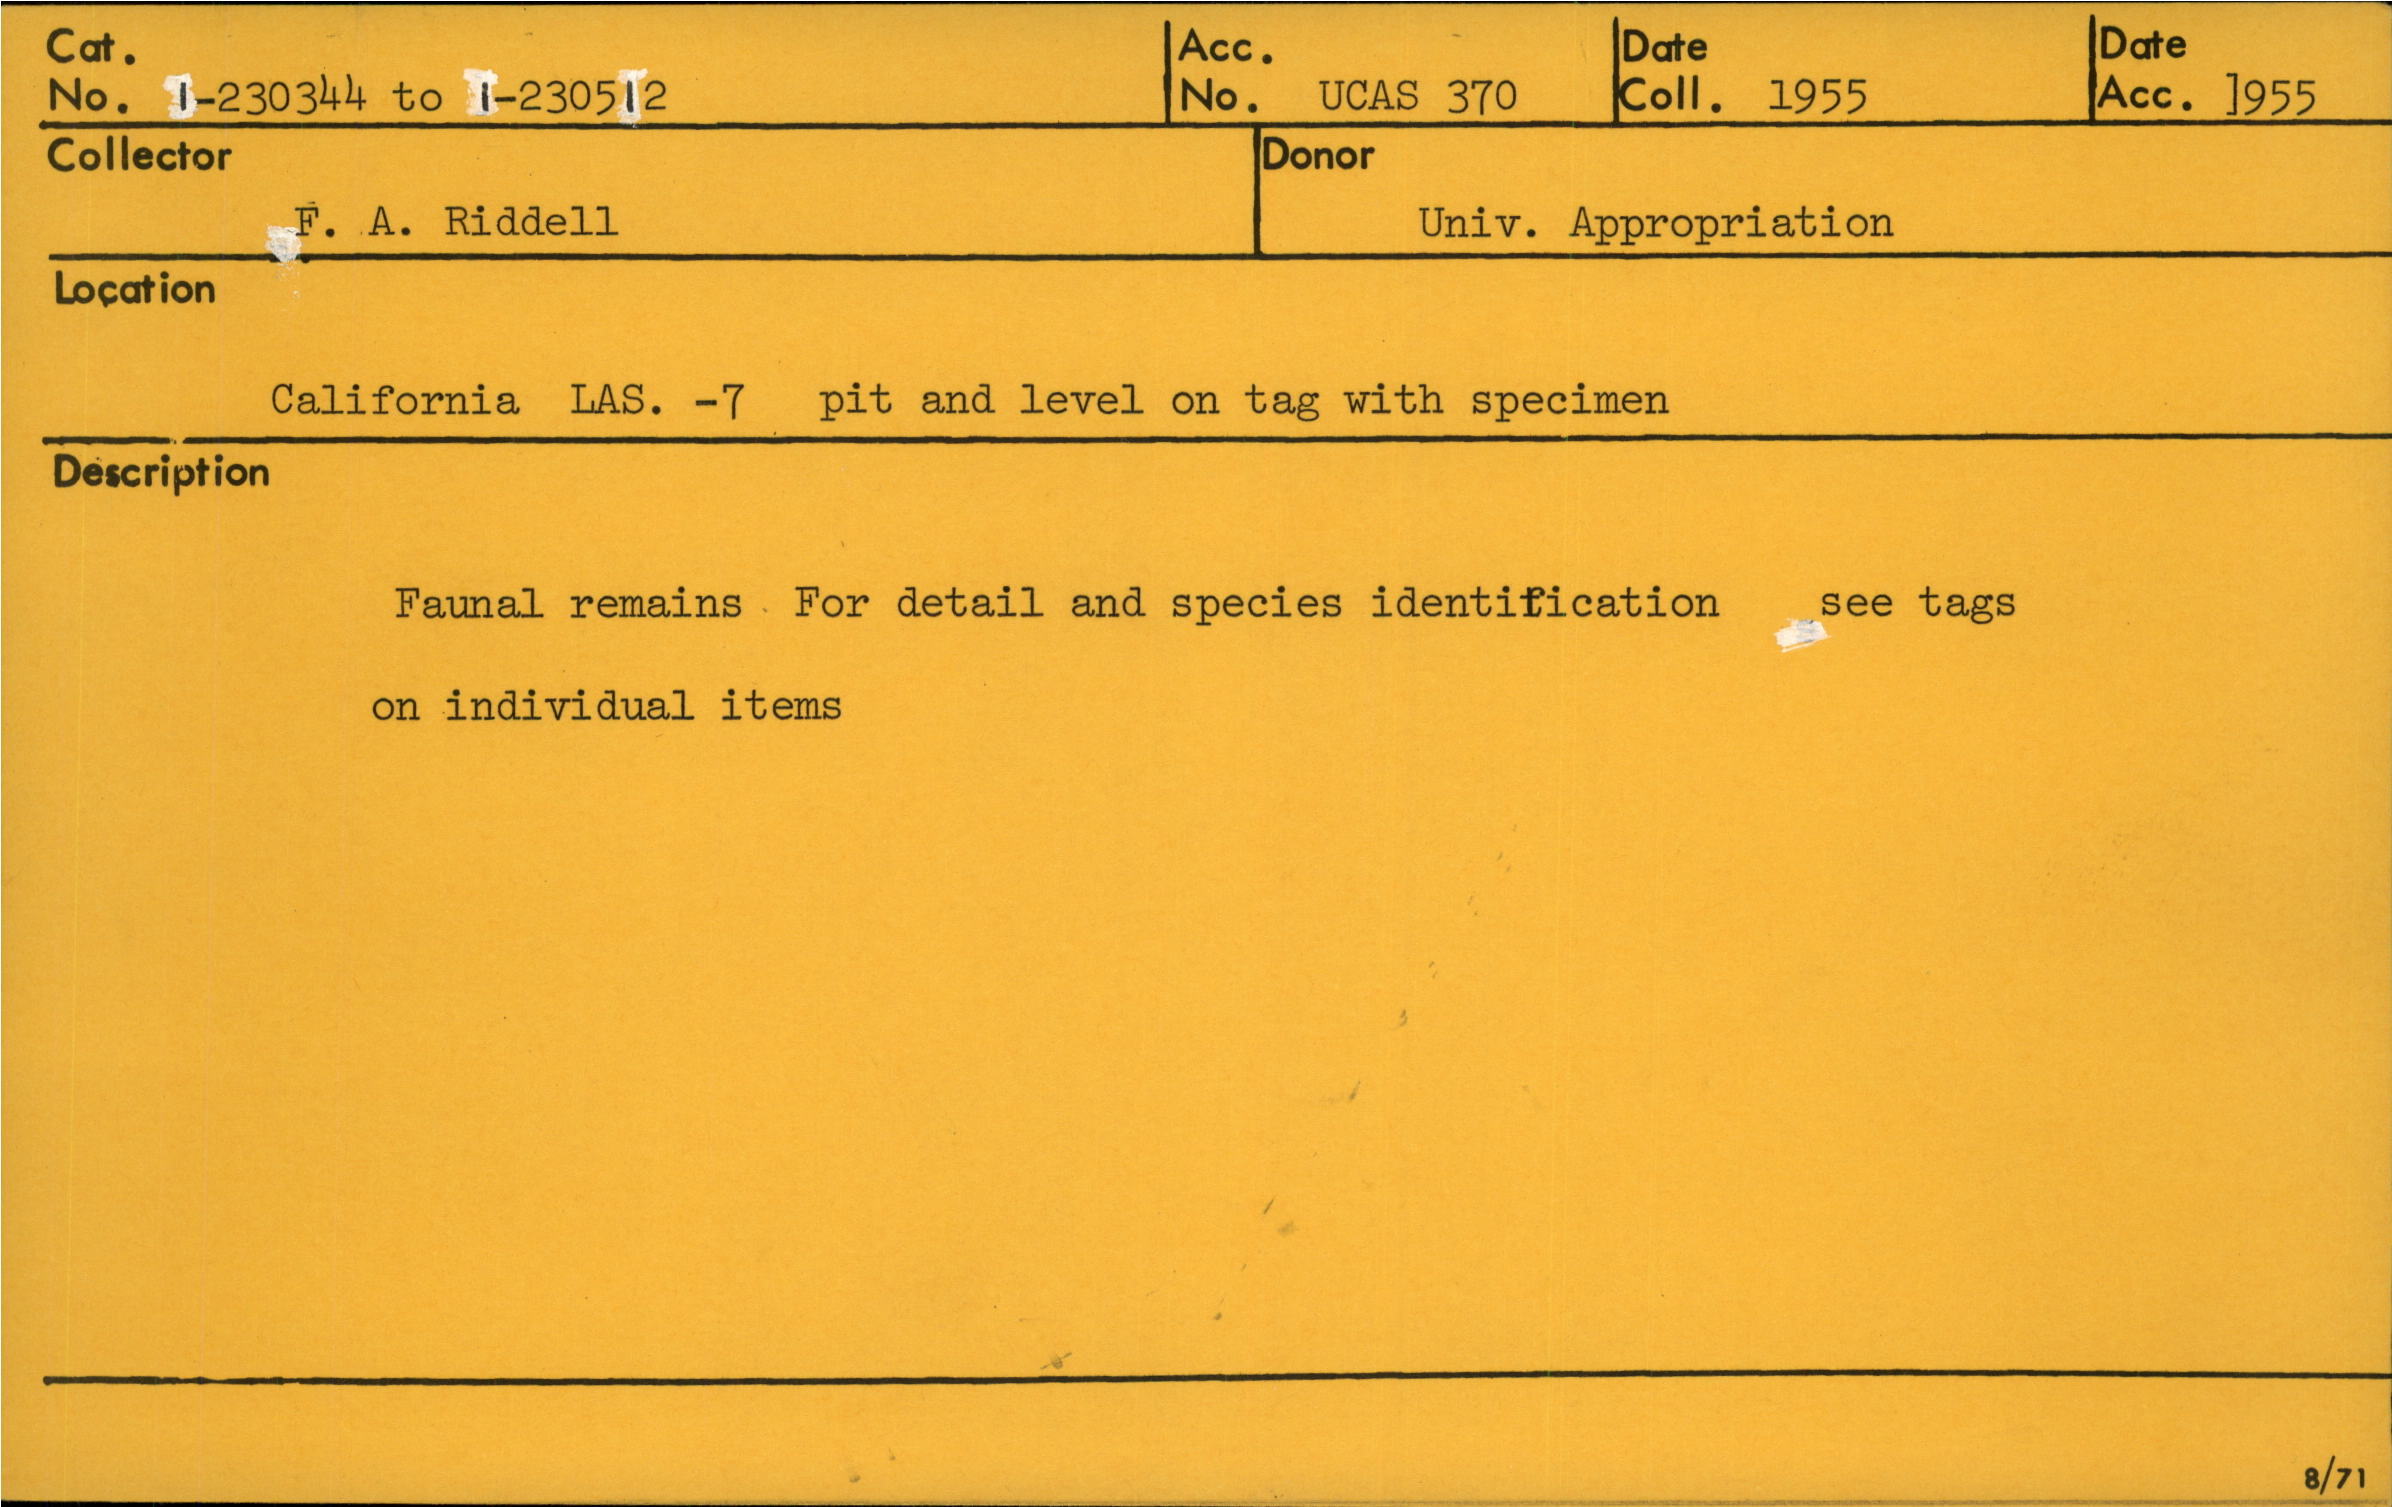 Cat. Acc. Date Date
No. 1-230344 to 1-230512 No. UCAS 370 Coll. 1955 Acc. ]955
Collector Donor
F. A. Riddell Univ. Appropriation
Location
California LAS. -7 pit and level on tag with specimen
Description
Faunal remains For detail and species identification see tags
on individual items
8/71